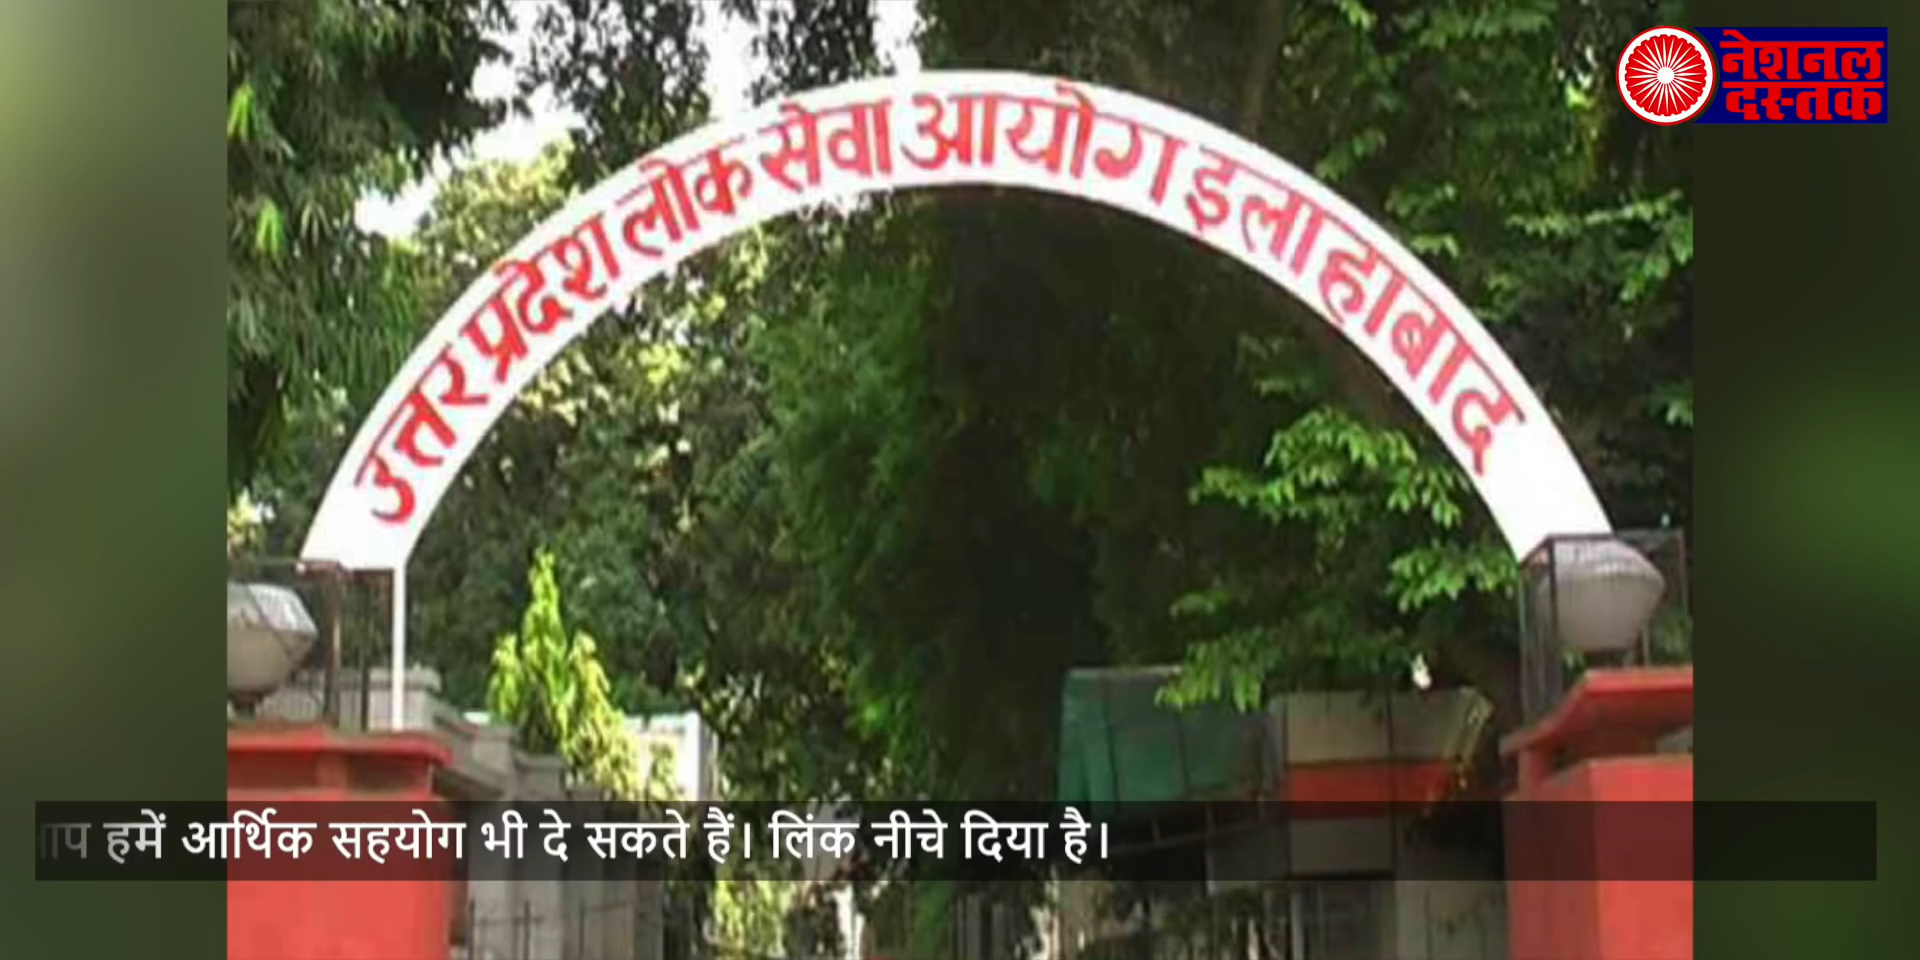 नेशनल
दस्तक
उत्तर प्रदेश लोक सेवा आयोग इलाहाबाद
हमें आर्थिक सहयोग भी दे सकते हैं। लिंक नीचे दिया है।